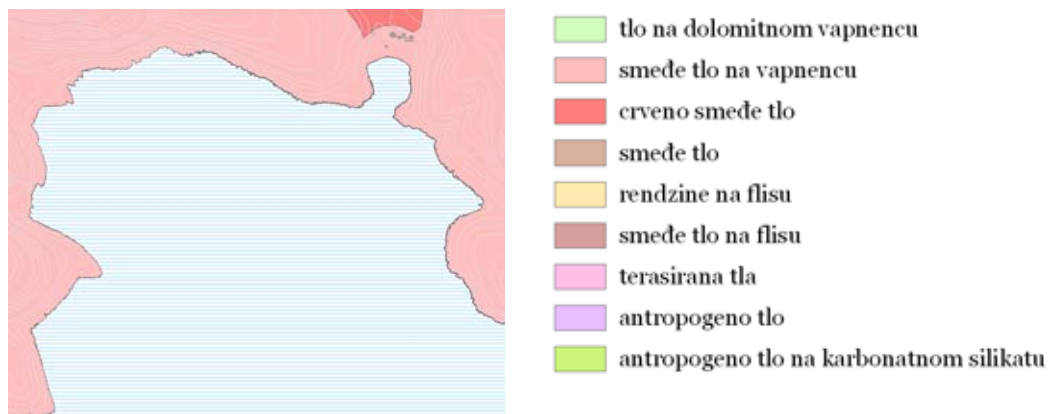 tlo na dolomitnom vapnencu
smeđe tlo na vapnencu
crveno smeđe tlo
smeđe tlo
rendzine na flisu
smeđe tlo na flisu
terasirana tla
antropogeno tlo
antropogeno tlo na karbonatnom silikatu